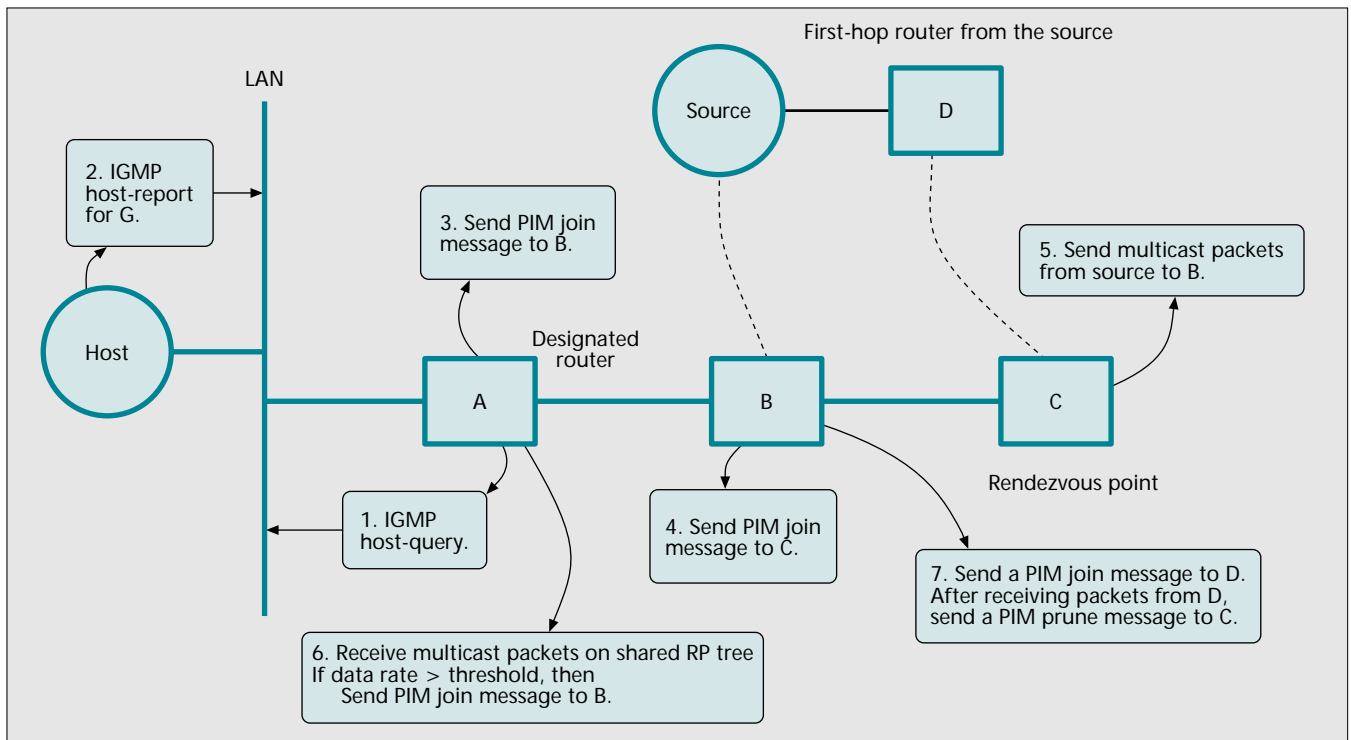 First-hop router from the source
LAN
Source
D
2. IGMP
host-report
for G.
3. Send PIM join
message to B.
5. Send multicast packets
from source to B.
Host
Designated
router
A
B
C
Rendezvous point
1. IGMP
host-query.
4. Send PIM join
message to C.
7. Send a PIM join message to D.
After receiving packets from D,
send a PIM prune message to C.
6. Receive multicast packets on shared RP tree
If data rate > threshold, then
Send PIM join message to B.